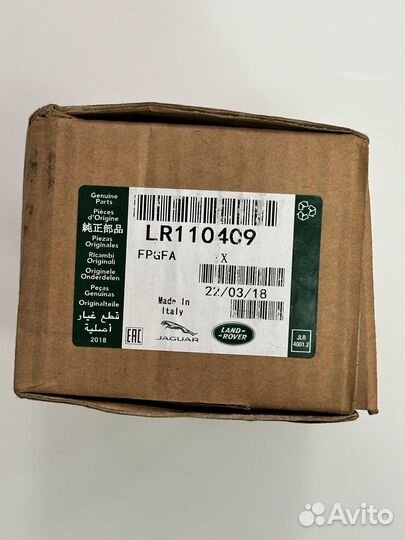 Genuine
Parts
Pièces
d'Origine
純正部品
Piezas
Originales
Ricambi
Originali
Originele
Onderdelen
Peças
Genuinas
Originalteile
قطع غيار
أصلية
2018
LR110409
FPGFA X
22/03/18
Made in
Italy
EAC
JAGUAR
LAND-
ROVER
JLR
4001.2
Avito